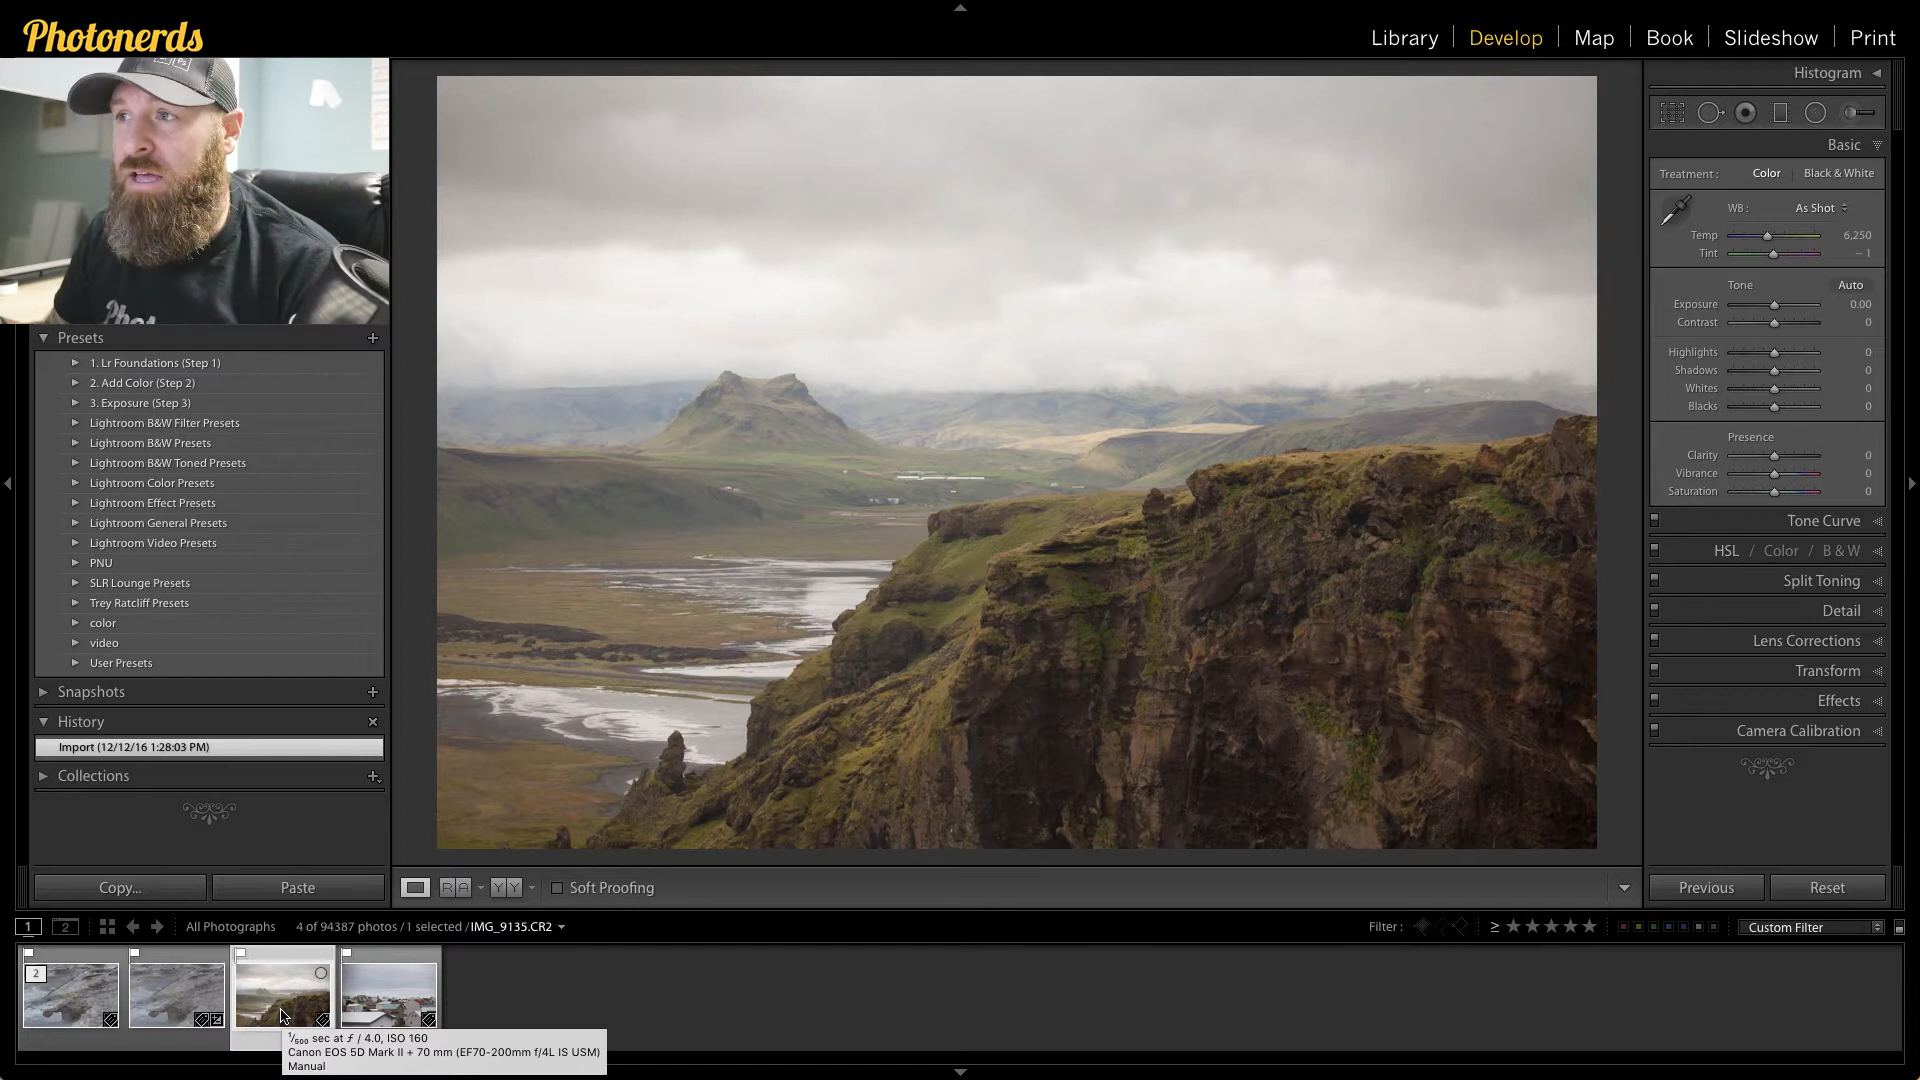 Photonerds
Library
Develop
Map
Book
Slideshow
Print
Histogram
Basic
Treatment :
Color
Black & White
WB :
As Shot
Temp
6,250
Tint
– 1
Tone
Auto
Exposure
0.00
Contrast
0
Highlights
0
Shadows
0
Whites
0
Blacks
0
Presence
Clarity
0
Vibrance
0
Saturation
0
Tone Curve
HSL / Color / B & W
Split Toning
Detail
Lens Corrections
Transform
Effects
Camera Calibration
Previous
Reset
Presets
1. Lr Foundations (Step 1)
2. Add Color (Step 2)
3. Exposure (Step 3)
Lightroom B&W Filter Presets
Lightroom B&W Presets
Lightroom B&W Toned Presets
Lightroom Color Presets
Lightroom Effect Presets
Lightroom General Presets
Lightroom Video Presets
PNU
SLR Lounge Presets
Trey Ratcliff Presets
color
video
User Presets
Snapshots
History
Import (12/12/16 1:28:03 PM)
Collections
Copy...
Paste
R A
Y Y
Soft Proofing
1
2
All Photographs
4 of 94387 photos / 1 selected / IMG_9135.CR2
Filter :
≥
Custom Filter
2
1/500 sec at ƒ / 4.0, ISO 160
Canon EOS 5D Mark II + 70 mm (EF70-200mm f/4L IS USM)
Manual